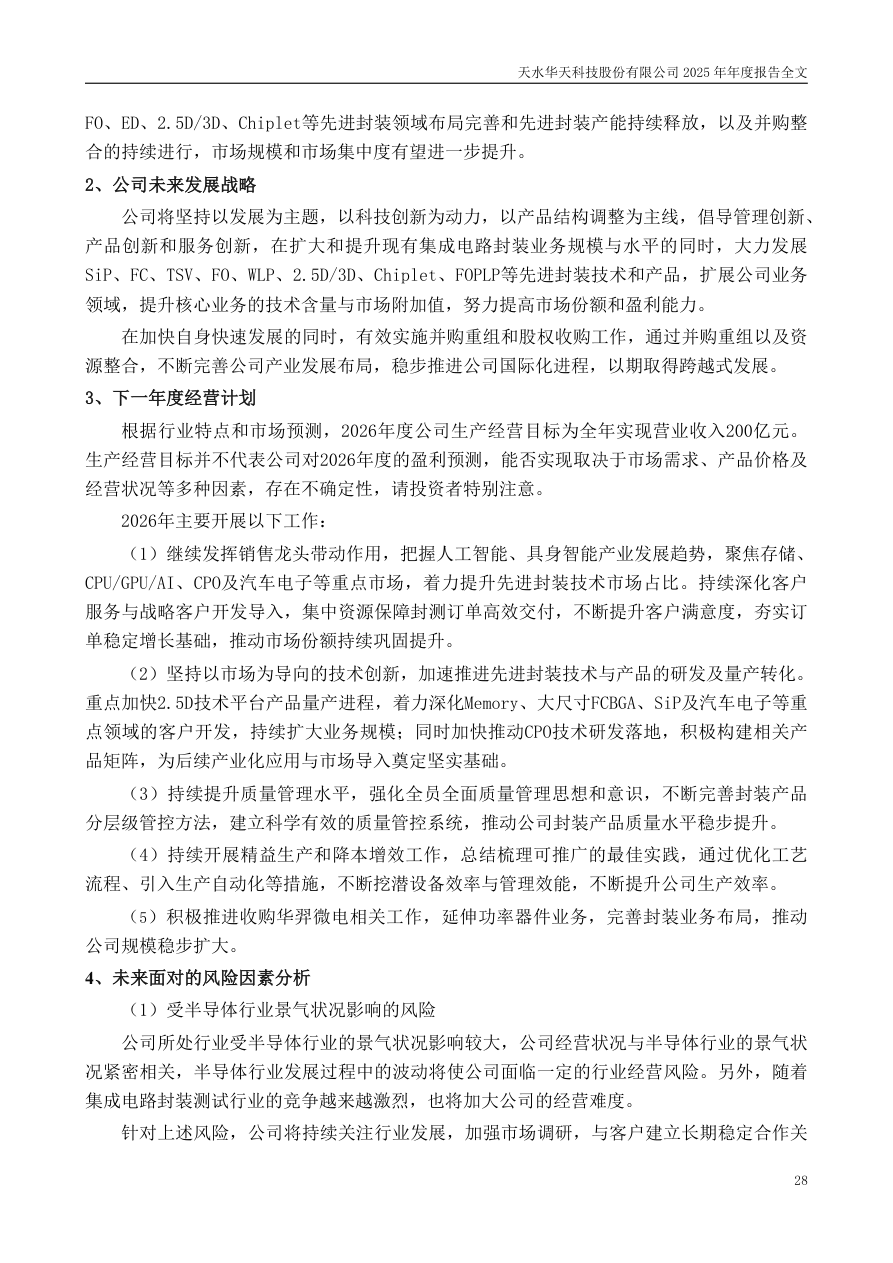 天水华天科技股份有限公司 2025 年年度报告全文
FO、ED、2.5D/3D、Chiplet等先进封装领域布局完善和先进封装产能持续释放，以及并购整
合的持续进行，市场规模和市场集中度有望进一步提升。
2、公司未来发展战略
公司将坚持以发展为主题，以科技创新为动力，以产品结构调整为主线，倡导管理创新、
产品创新和服务创新，在扩大和提升现有集成电路封装业务规模与水平的同时，大力发展
SiP、FC、TSV、FO、WLP、2.5D/3D、Chiplet、FOPLP等先进封装技术和产品，扩展公司业务
领域，提升核心业务的技术含量与市场附加值，努力提高市场份额和盈利能力。
在加快自身快速发展的同时，有效实施并购重组和股权收购工作，通过并购重组以及资
源整合，不断完善公司产业发展布局，稳步推进公司国际化进程，以期取得跨越式发展。
3、下一年度经营计划
根据行业特点和市场预测，2026年度公司生产经营目标为全年实现营业收入200亿元。
生产经营目标并不代表公司对2026年度的盈利预测，能否实现取决于市场需求、产品价格及
经营状况等多种因素，存在不确定性，请投资者特别注意。
2026年主要开展以下工作：
（1）继续发挥销售龙头带动作用，把握人工智能、具身智能产业发展趋势，聚焦存储、
CPU/GPU/AI、CPO及汽车电子等重点市场，着力提升先进封装技术市场占比。持续深化客户
服务与战略客户开发导入，集中资源保障封测订单高效交付，不断提升客户满意度，夯实订
单稳定增长基础，推动市场份额持续巩固提升。
（2）坚持以市场为导向的技术创新，加速推进先进封装技术与产品的研发及量产转化。
重点加快2.5D技术平台产品量产进程，着力深化Memory、大尺寸FCBGA、SiP及汽车电子等重
点领域的客户开发，持续扩大业务规模；同时加快推动CPO技术研发落地，积极构建相关产
品矩阵，为后续产业化应用与市场导入奠定坚实基础。
（3）持续提升质量管理水平，强化全员全面质量管理思想和意识，不断完善封装产品
分层级管控方法，建立科学有效的质量管控系统，推动公司封装产品质量水平稳步提升。
（4）持续开展精益生产和降本增效工作，总结梳理可推广的最佳实践，通过优化工艺
流程、引入生产自动化等措施，不断挖潜设备效率与管理效能，不断提升公司生产效率。
（5）积极推进收购华羿微电相关工作，延伸功率器件业务，完善封装业务布局，推动
公司规模稳步扩大。
4、未来面对的风险因素分析
（1）受半导体行业景气状况影响的风险
公司所处行业受半导体行业的景气状况影响较大，公司经营状况与半导体行业的景气状
况紧密相关，半导体行业发展过程中的波动将使公司面临一定的行业经营风险。另外，随着
集成电路封装测试行业的竞争越来越激烈，也将加大公司的经营难度。
针对上述风险，公司将持续关注行业发展，加强市场调研，与客户建立长期稳定合作关
28